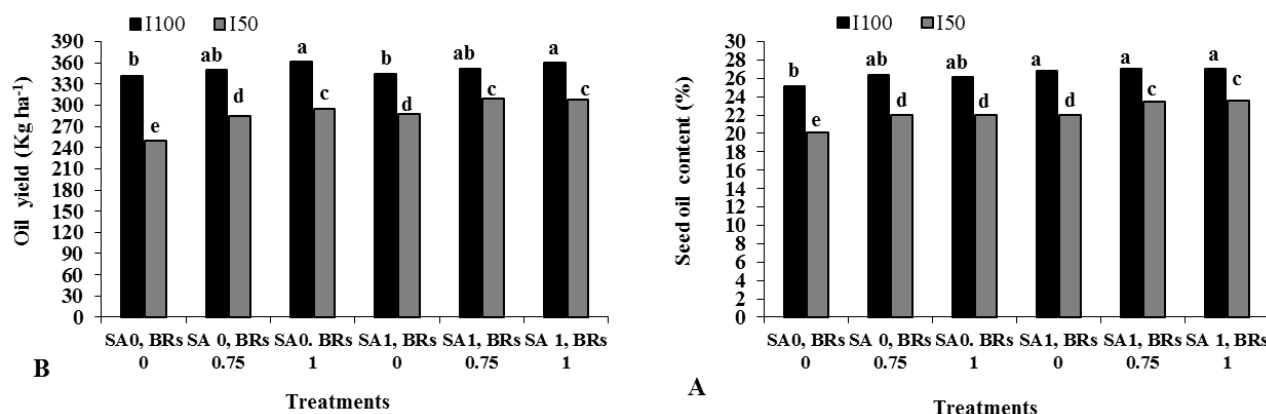 I100 I50
Oil yield (Kg ha-1)
390
360
330
300
270
240
210
180
150
120
90
60
30
0
b ab a b ab a
e d c d c c
SA0, BRs 0
SA 0, BRs 0.75
SA0. BRs 1
SA1, BRs 0
SA1, BRs 0.75
SA 1, BRs 1
B
Treatments
I100 I50
Seed oil content (%)
30
28
26
24
22
20
18
16
14
12
10
8
6
4
2
0
b ab ab a a a
e d d d c c
SA0, BRs 0
SA 0, BRs 0.75
SA0. BRs 1
SA1, BRs 0
SA1, BRs 0.75
SA 1, BRs 1
A
Treatments